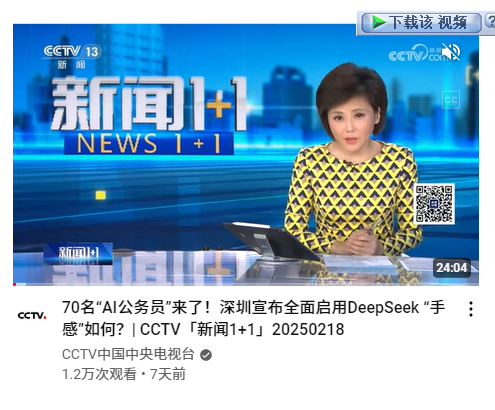 下载该 视频
?
CCTV 13
新闻
CCTV
com
新闻1+1
NEWS 1+1
CC
新闻1+1
24:04
CCTV.
70名“AI公务员”来了！深圳宣布全面启用DeepSeek “手
感”如何？| CCTV「新闻1+1」20250218
CCTV中国中央电视台
1.2万次观看・7天前